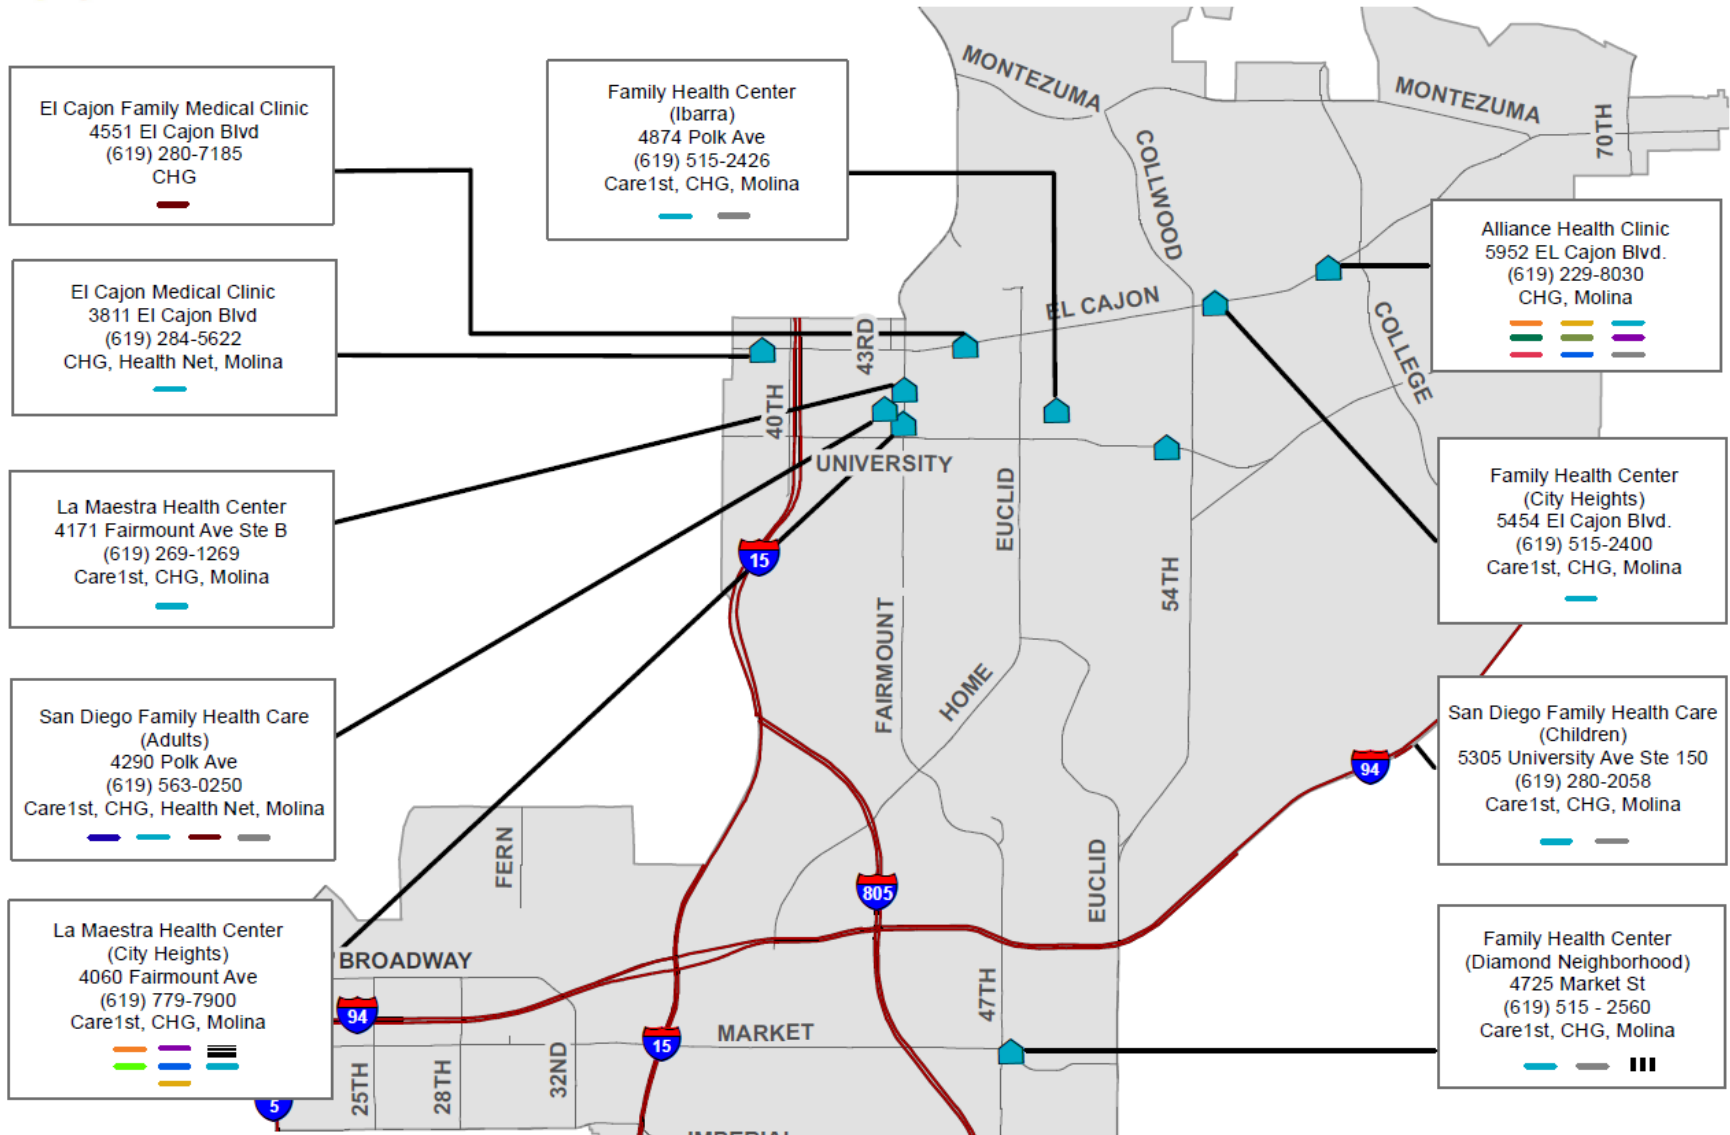 El Cajon Family Medical Clinic
4551 El Cajon Blvd
(619) 280-7185
CHG
Family Health Center
(Ibarra)
4874 Polk Ave
(619) 515-2426
Care1st, CHG, Molina
El Cajon Medical Clinic
3811 El Cajon Blvd
(619) 284-5622
CHG, Health Net, Molina
Alliance Health Clinic
5952 EL Cajon Blvd.
(619) 229-8030
CHG, Molina
La Maestra Health Center
4171 Fairmount Ave Ste B
(619) 269-1269
Care1st, CHG, Molina
Family Health Center
(City Heights)
5454 El Cajon Blvd.
(619) 515-2400
Care1st, CHG, Molina
San Diego Family Health Care
(Adults)
4290 Polk Ave
(619) 563-0250
Care1st, CHG, Health Net, Molina
San Diego Family Health Care
(Children)
5305 University Ave Ste 150
(619) 280-2058
Care1st, CHG, Molina
La Maestra Health Center
(City Heights)
4060 Fairmount Ave
(619) 779-7900
Care1st, CHG, Molina
Family Health Center
(Diamond Neighborhood)
4725 Market St
(619) 515 - 2560
Care1st, CHG, Molina
MONTEZUMA
MONTEZUMA
70TH
COLLWOOD
EL CAJON
COLLEGE
43RD
40TH
UNIVERSITY
EUCLID
15
54TH
FAIRMOUNT
HOME
94
FERN
805
EUCLID
BROADWAY
94
47TH
MARKET
15
25TH
28TH
32ND
5
IMPERIAL